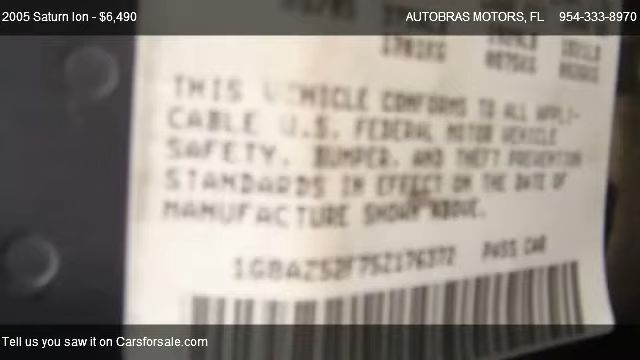 2005 Saturn Ion - $6,490
AUTOBRAS MOTORS, FL 954-333-8970
1701KG
THIS VEHICLE CONFORMS TO ALL APPLI-
CABLE U.S. FEDERAL MOTOR VEHICLE
SAFETY, BUMPER, AND THEFT PREVENTION
STANDARDS IN EFFECT ON THE DATE OF
MANUFACTURE SHOWN ABOVE.
1G8AZ52F75Z176372 PASS CAR
Tell us you saw it on Carsforsale.com